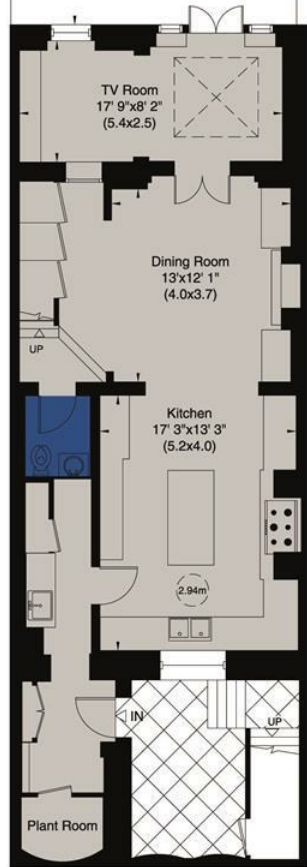 TV Room
17' 9"x8' 2"
(5.4x2.5)
Dining Room
13'x12' 1"
(4.0x3.7)
UP
Kitchen
17' 3"x13' 3"
(5.2x4.0)
2.94m
IN
UP
Plant Room